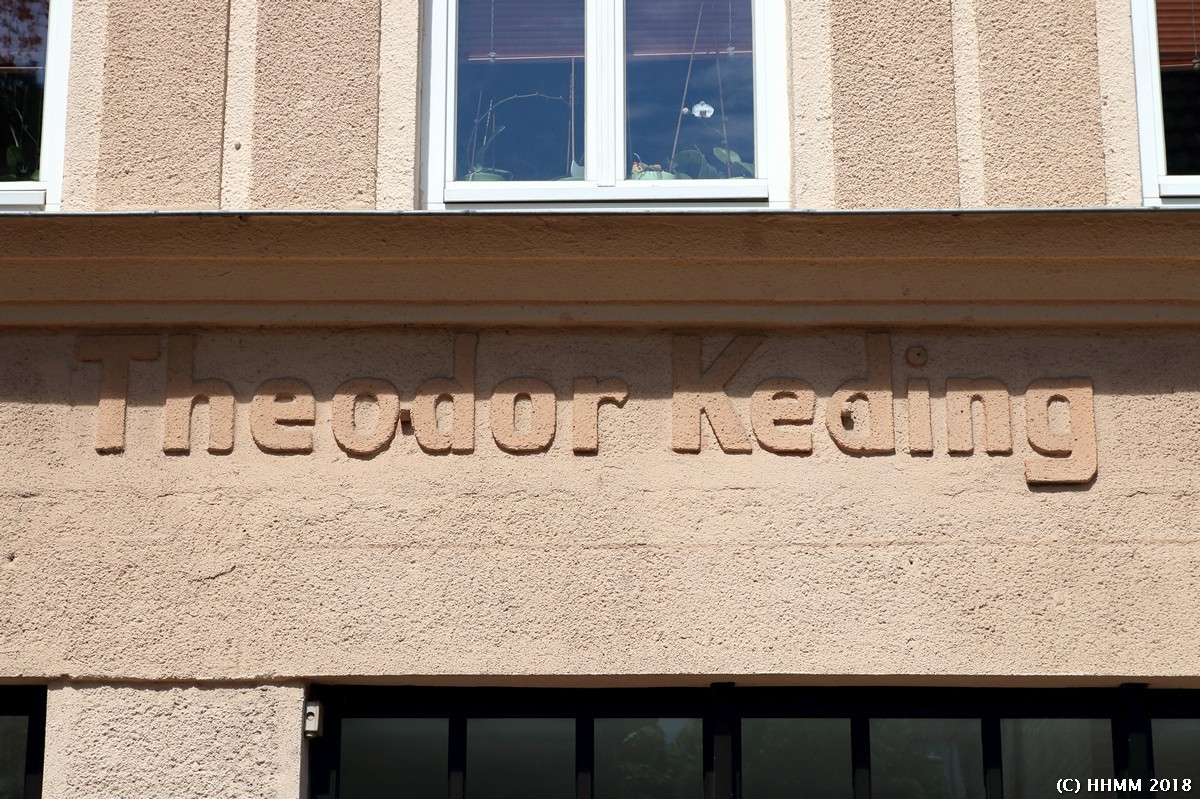 Theodor Keding
(C) HHMM 2018